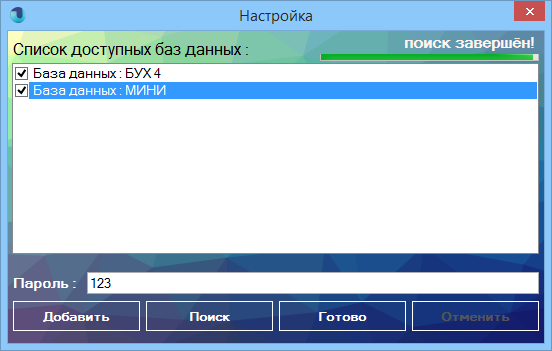 Настройка
поиск завершён!
Список доступных баз данных :
База данных : БУХ 4
База данных : МИНИ
Пароль : 123
Добавить Поиск Готово Отменить